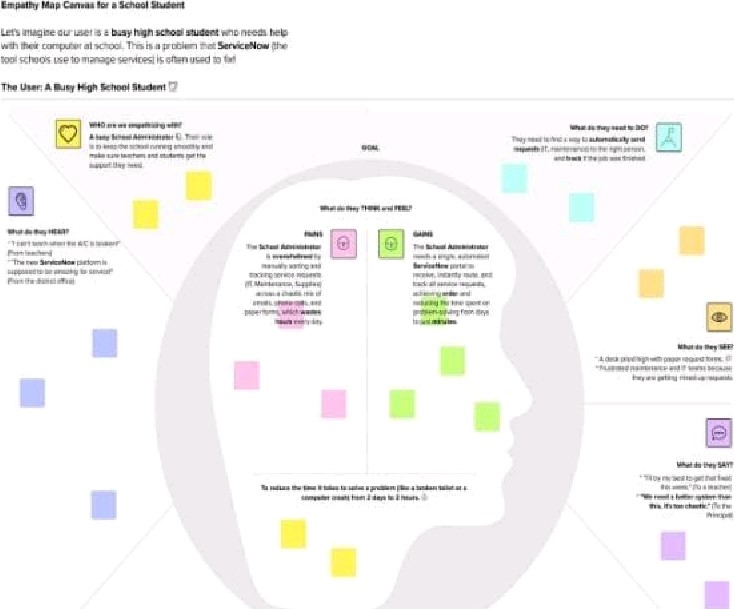 Empathy Map Canvas for a School Student
Let's imagine our user is a busy high school student who needs help
with their computer at school. This is a problem that ServiceNow (the
tool schools use to manage services) is often used to fix!
The User: A Busy High School Student
WHO are we empathizing with?
A busy School Administrator. Their role
is to keep the school running smoothly and
make sure teachers and students get the
support they need.
GOAL
What do they need to DO?
They need to find a way to automatically send
requests (IT, maintenance) to the right person,
and track if the job was finished.
What do they HEAR?
"I can't teach when the A/C is broken!"
(from teachers)
"The new ServiceNow platform is
supposed to be amazing for service!"
(From the district office)
What do they THINK and FEEL?
PAINS
The School Administrator
is overwhelmed by
manually sorting and
tracking service requests
(IT, Maintenance, Supplies)
across a chaotic mix of
emails, phone calls, and
paper forms, which wastes
hours every day.
GAINS
The School Administrator
needs a single, automated
ServiceNow portal to
receive, instantly route, and
track all service requests,
achieving order and
reducing the time spent on
problem-solving from days
to just minutes.
What do they SEE?
* A desk piled high with paper request forms.
* Frustrated maintenance and IT teams because
they are getting mixed-up requests
What do they SAY?
* "I'll try my best to get that fixed
this week." (To a teacher)
* "We need a better system than
this, it's too chaotic." (To the
Principal)
To reduce the time it takes to solve a problem (like a broken toilet or a
computer crash) from 2 days to 2 hours.